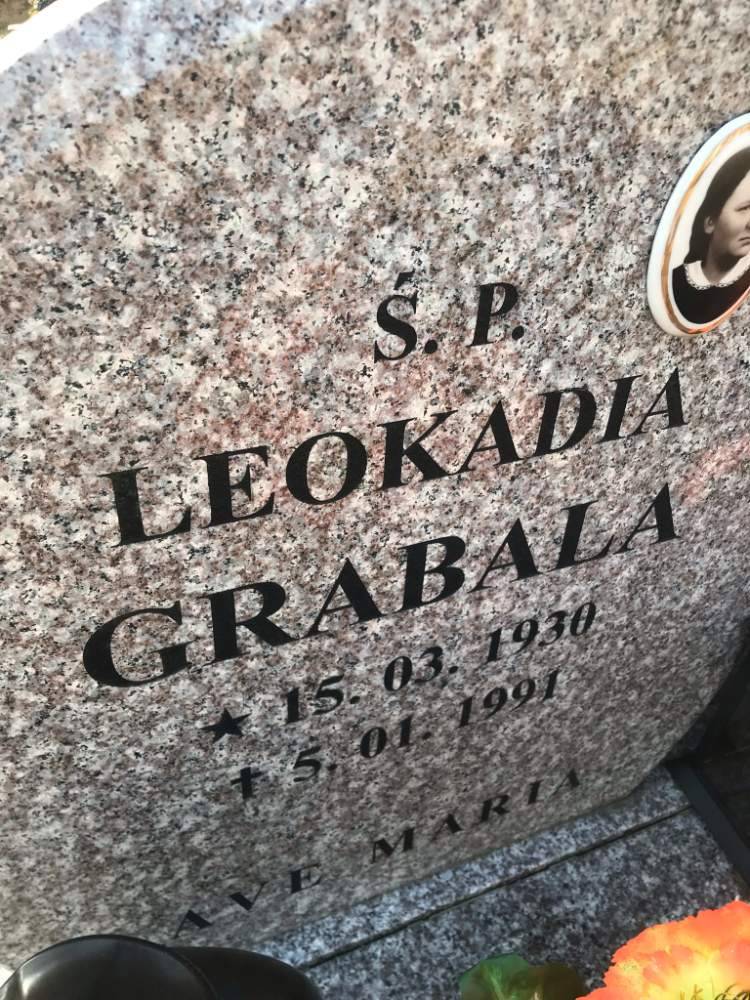 Ś. P.
LEOKADIA
GRABALA
★ 15. 03. 1930
✝ 5. 01. 1991
AVE MARIA